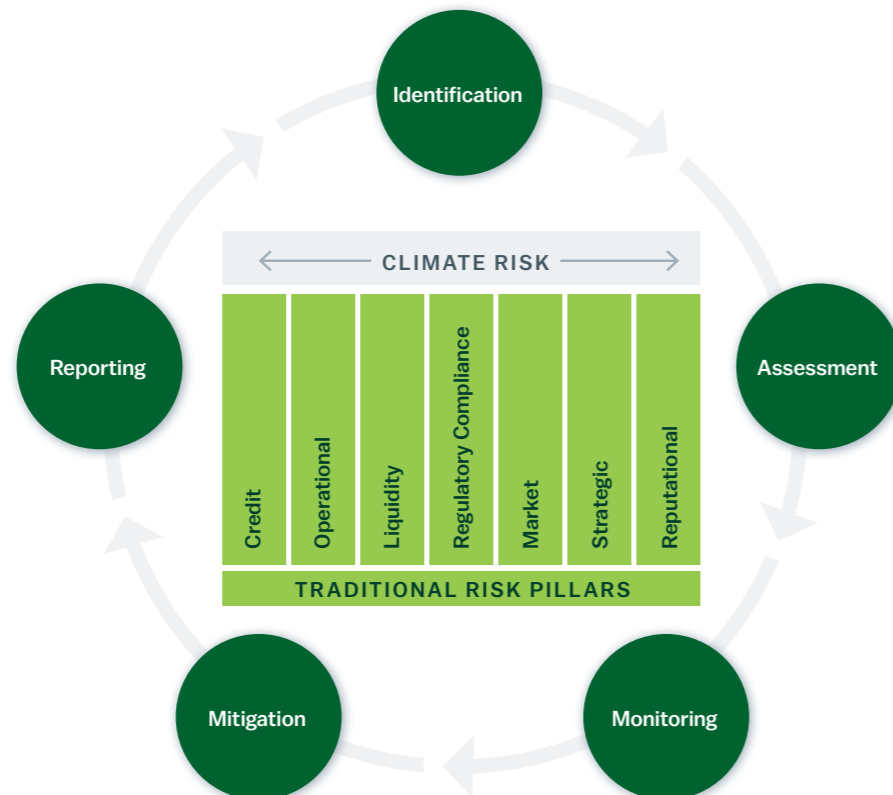 Identification
CLIMATE RISK
Reporting
Assessment
Credit
Operational
Liquidity
Regulatory Compliance
Market
Strategic
Reputational
TRADITIONAL RISK PILLARS
Mitigation
Monitoring